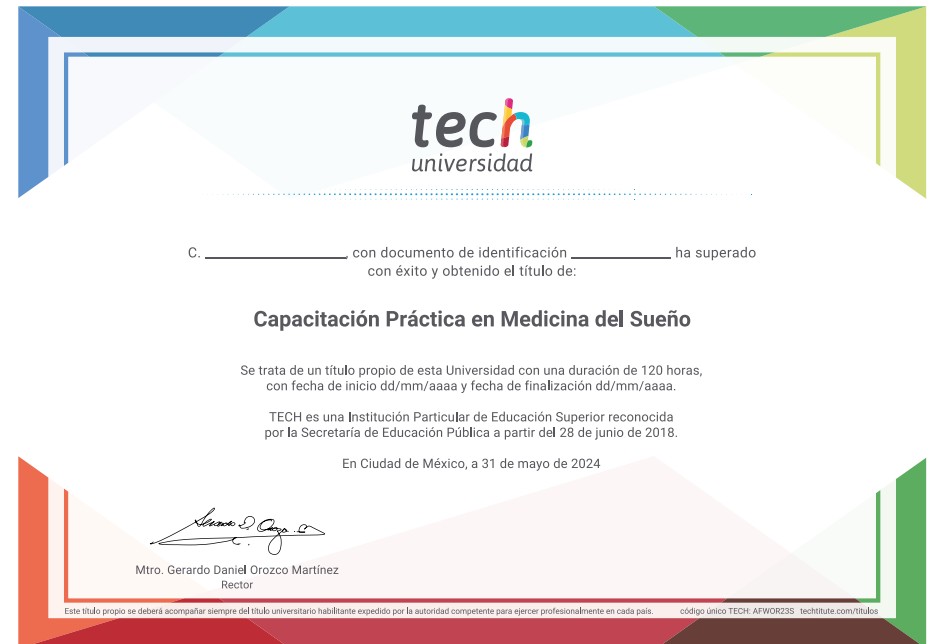 tech
universidad
C. ____________, con documento de identificación ____________ ha superado
con éxito y obtenido el título de:
Capacitación Práctica en Medicina del Sueño
Se trata de un título propio de esta Universidad con una duración de 120 horas,
con fecha de inicio dd/mm/aaaa y fecha de finalización dd/mm/aaaa.
TECH es una Institución Particular de Educación Superior reconocida
por la Secretaría de Educación Pública a partir del 28 de junio de 2018.
En Ciudad de México, a 31 de mayo de 2024
Mtro. Gerardo Daniel Orozco Martínez
Rector
Este título propio se deberá acompañar siempre del título universitario habilitante expedido por la autoridad competente para ejercer profesionalmente en cada país. código único TECH: AFWOR23S techtitute.com/titulos